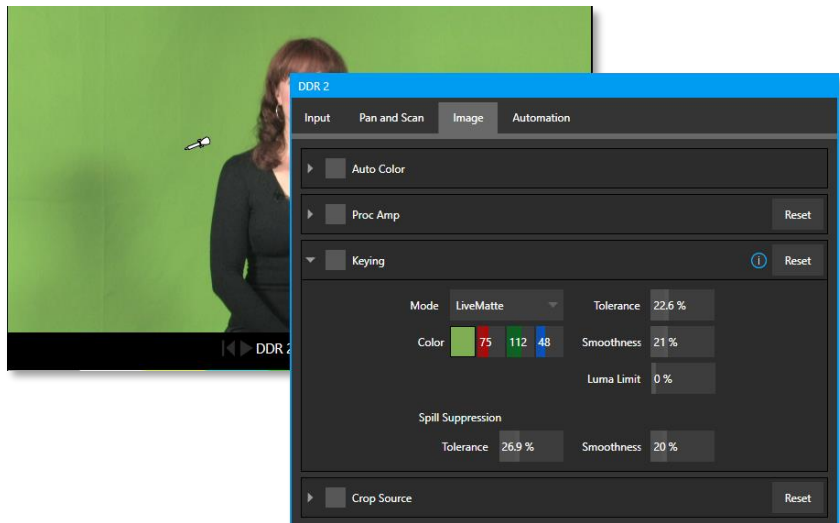 DDR 2
Input Pan and Scan Image Automation
Auto Color
Proc Amp Reset
Keying i Reset
Mode LiveMatte Tolerance 22.6 %
Color 75 112 48 Smoothness 21 %
Luma Limit 0 %
Spill Suppression
Tolerance 26.9 % Smoothness 20 %
Crop Source Reset
DDR 2